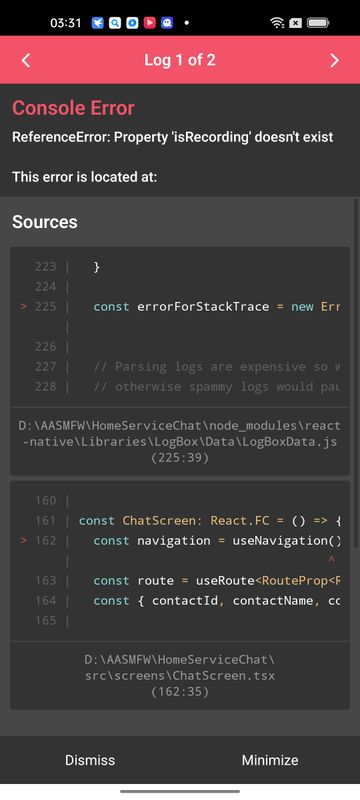 03:31
Log 1 of 2
Console Error
ReferenceError: Property 'isRecording' doesn't exist
This error is located at:
Sources
223 | }
224 |
> 225 | const errorForStackTrace = new Err
|
226 |
227 | // Parsing logs are expensive so w
228 | // otherwise spammy logs would pau
D:\AASMFW\HomeServiceChat\node_modules\react
-native\Libraries\LogBox\Data\LogBoxData.js
(225:39)
160 |
161 | const ChatScreen: React.FC = () => {
> 162 | const navigation = useNavigation()
| ^
163 | const route = useRoute<RouteProp<R
164 | const { contactId, contactName, co
165 |
D:\AASMFW\HomeServiceChat\
src\screens\ChatScreen.tsx
(162:35)
Dismiss
Minimize